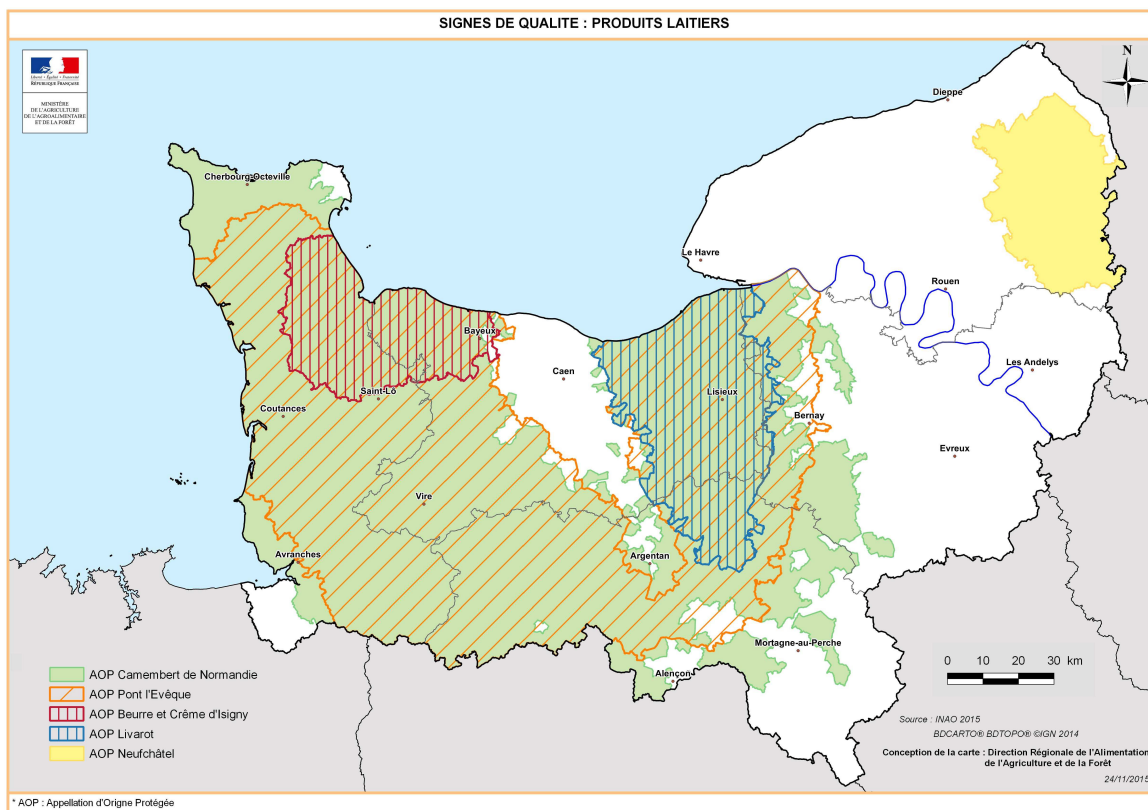 SIGNES DE QUALITE : PRODUITS LAITIERS
Liberté • Égalité • Fraternité
RÉPUBLIQUE FRANÇAISE
MINISTÈRE
DE L'AGRICULTURE
DE L'AGROALIMENTAIRE
ET DE LA FORÊT
N
Dieppe
Cherbourg-Octeville
Le Havre
Rouen
Bayeux
Les Andelys
Caen
Saint-Lô
Lisieux
Coutances
Bernay
Evreux
Vire
Avranches
Argentan
Mortagne-au-Perche
Alençon
AOP Camembert de Normandie
AOP Pont l'Evêque
AOP Beurre et Crême d'Isigny
AOP Livarot
AOP Neufchâtel
0 10 20 30 km
Source : INAO 2015
BDCARTO® BDTOPO® ©IGN 2014
Conception de la carte : Direction Régionale de l'Alimentation
de l'Agriculture et de la Forêt
24/11/2015
* AOP : Appellation d'Origne Protégée